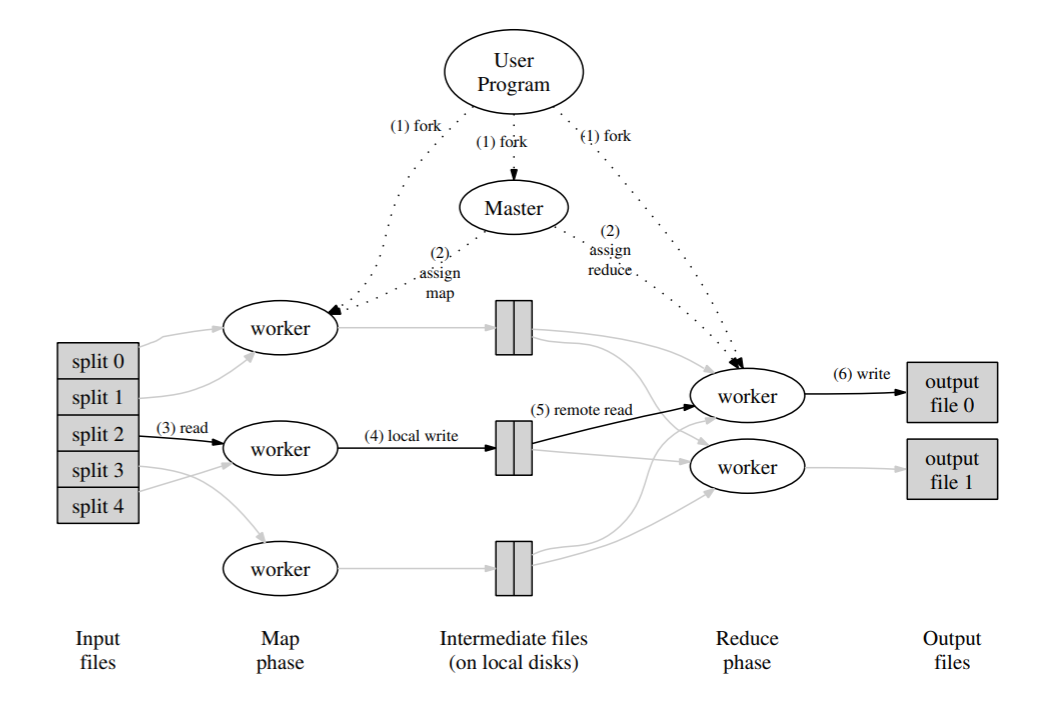 User
Program
(1) fork
(1) fork
(1) fork
Master
(2)
assign
map
(2)
assign
reduce
worker
split 0
split 1
split 2
split 3
split 4
(3) read
worker
(4) local write
worker
(5) remote read
worker
worker
(6) write
output
file 0
output
file 1
Input
files
Map
phase
Intermediate files
(on local disks)
Reduce
phase
Output
files